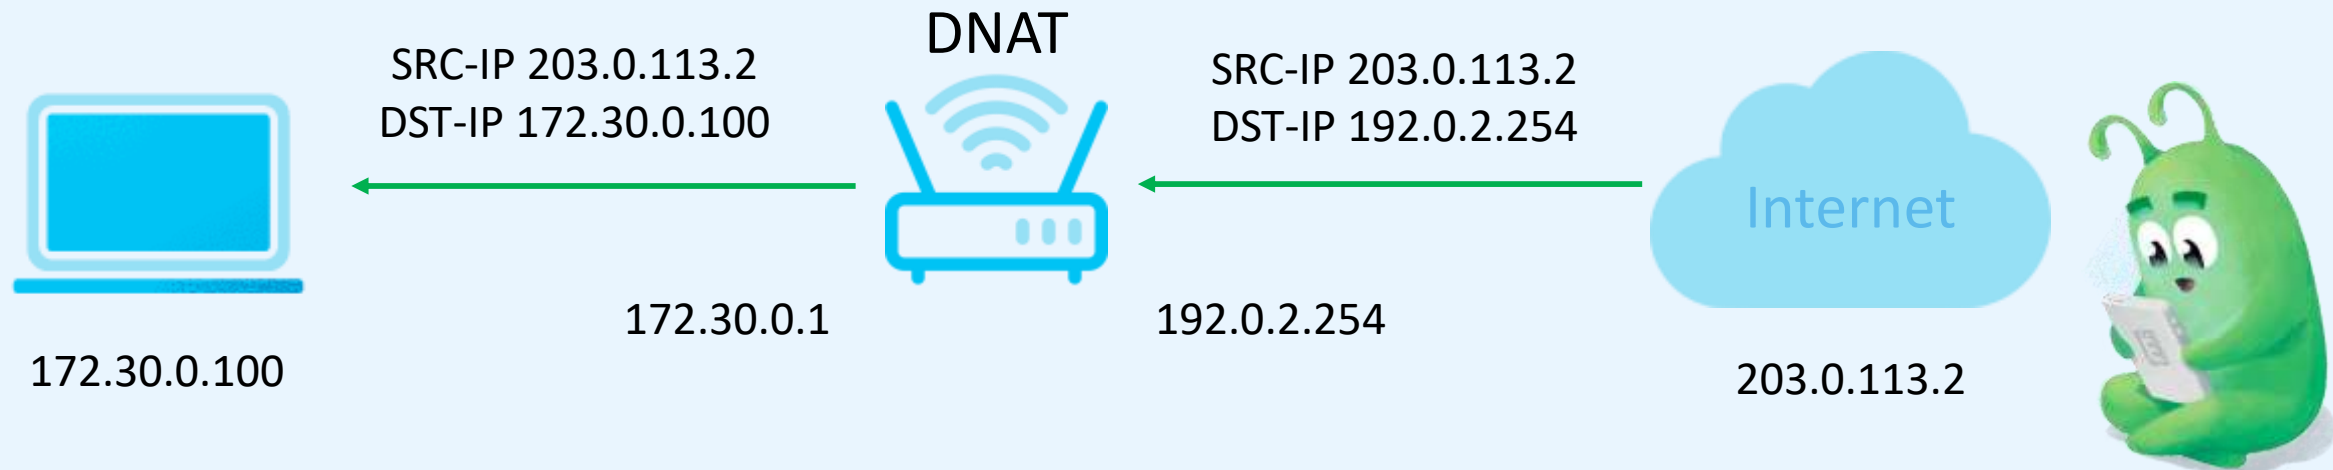 DNAT
SRC-IP 203.0.113.2
DST-IP 172.30.0.100
SRC-IP 203.0.113.2
DST-IP 192.0.2.254
Internet
172.30.0.1
192.0.2.254
172.30.0.100
203.0.113.2